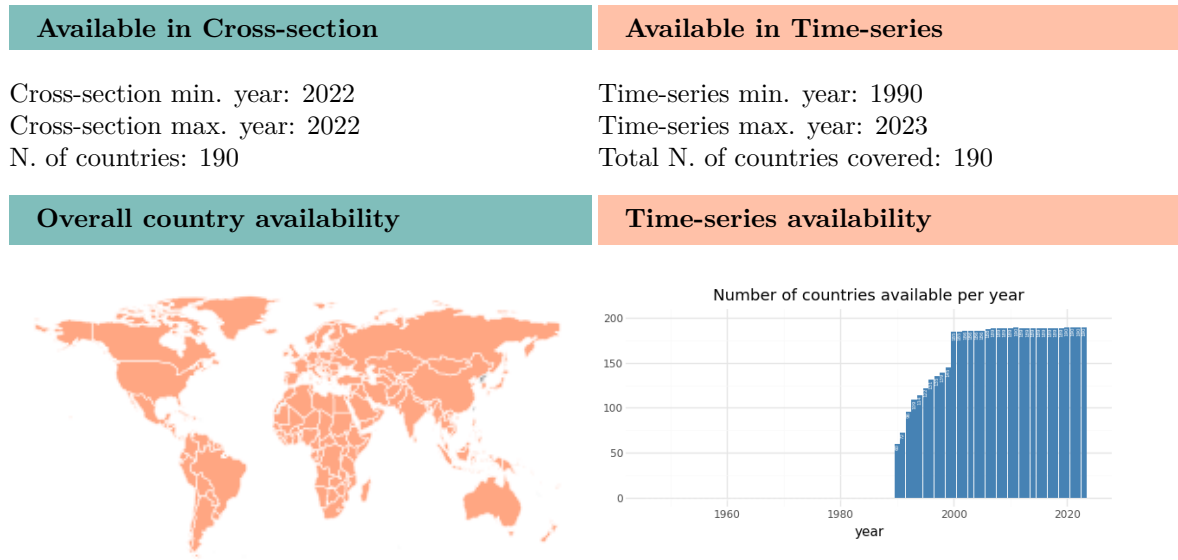 Available in Cross-section
Available in Time-series
Cross-section min. year: 2022
Cross-section max. year: 2022
N. of countries: 190
Time-series min. year: 1990
Time-series max. year: 2023
Total N. of countries covered: 190
Overall country availability
Time-series availability
Number of countries available per year
200
150
100
50
0
1960
1980
2000
2020
year